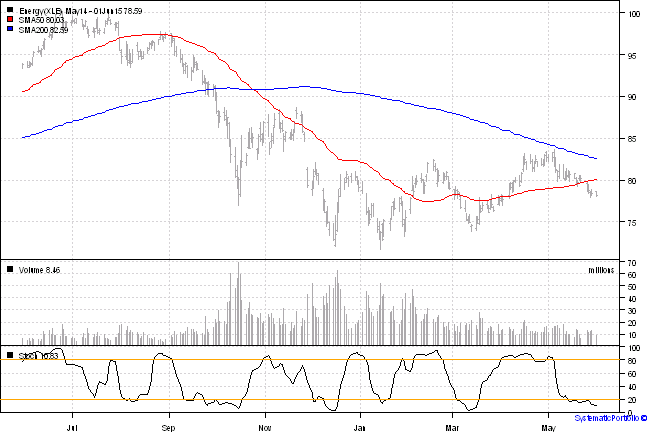 Energy(XLE) May14 - 01Jun15 78.59
SMA50 80.03
SMA200 82.59
100
95
90
85
80
75
Volume 8.46
millions
70
60
50
40
30
20
10
Stoch 10.83
100
80
60
40
20
0
Jul Sep Nov Jan Mar May
SystematicPortfolio ©